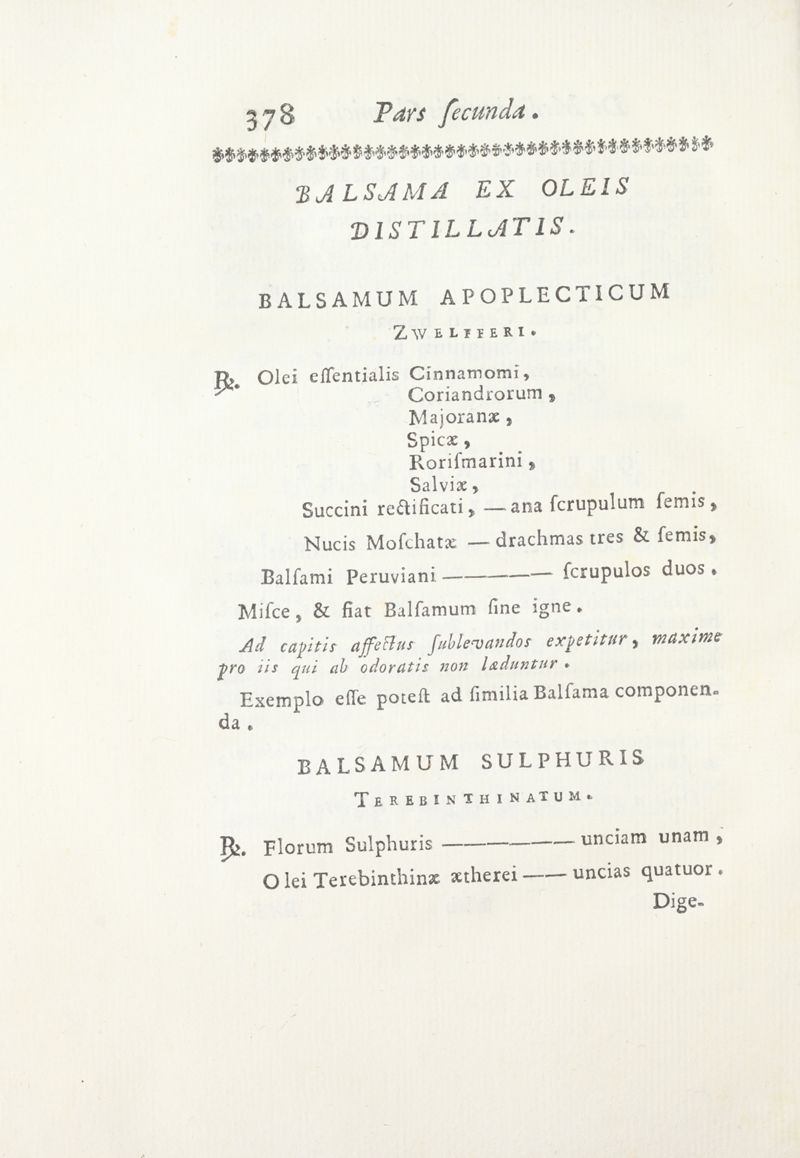 378 Pars ſecunda.
BALSAMA EX OLEIS
DISTILLATIS.
BALSAMUM APOPLECTICUM
ZWELFFERI.
℞. Olei eſſentialis Cinnamomi,
Coriandrorum,
Majoranæ,
Spicæ,
Roriſmarini,
Salviæ,
Succini rectificati, — ana ſcrupulum ſemis,
Nucis Moſchatæ — drachmas tres & ſemis,
Balſami Peruviani ———— ſcrupulos duos.
Miſce, & fiat Balſamum ſine igne.
Ad capitis affectus ſublevandos expetitur, maxime
pro iis qui ab odoratis non læduntur.
Exemplo eſſe poteſt ad ſimilia Balſama componen-
da.
BALSAMUM SULPHURIS
TEREBINTHINATUM.
℞. Florum Sulphuris ————— unciam unam,
Olei Terebinthinæ ætherei —— uncias quatuor.
Dige-